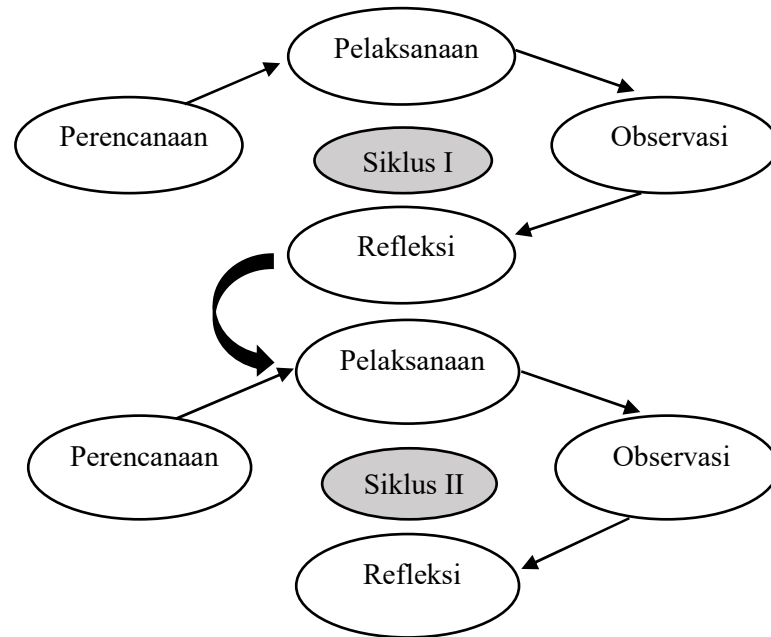 Pelaksanaan
Perencanaan
Observasi
Siklus I
Refleksi
Pelaksanaan
Perencanaan
Observasi
Siklus II
Refleksi